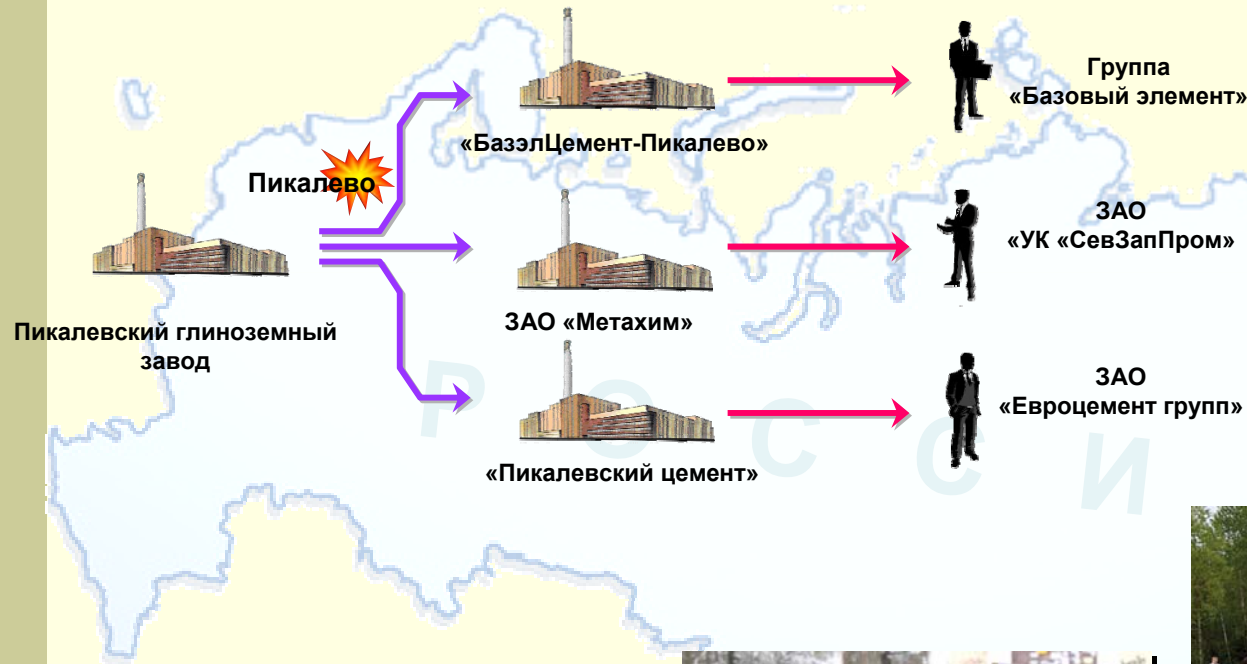 Пикалево
Пикалевский глиноземный
завод
«БазэлЦемент-Пикалево»
Группа
«Базовый элемент»
ЗАО «Метахим»
ЗАО
«УК «СевЗапПром»
«Пикалевский цемент»
ЗАО
«Евроцемент групп»
Р О С С И